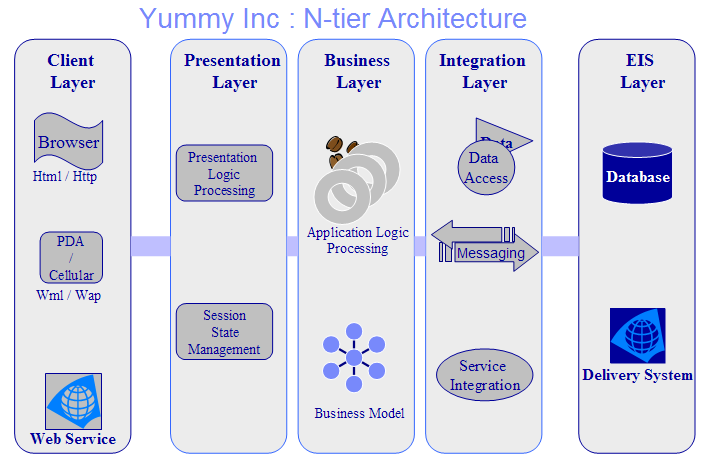 Yummy Inc : N-tier Architecture
Client
Layer
Browser
Html / Http
PDA
/
Cellular
Wml / Wap
Web Service
Presentation
Layer
Presentation
Logic
Processing
Session
State
Management
Business
Layer
Application Logic
Processing
Business Model
Integration
Layer
Data
Data
Access
Messaging
Service
Integration
EIS
Layer
Database
Delivery System